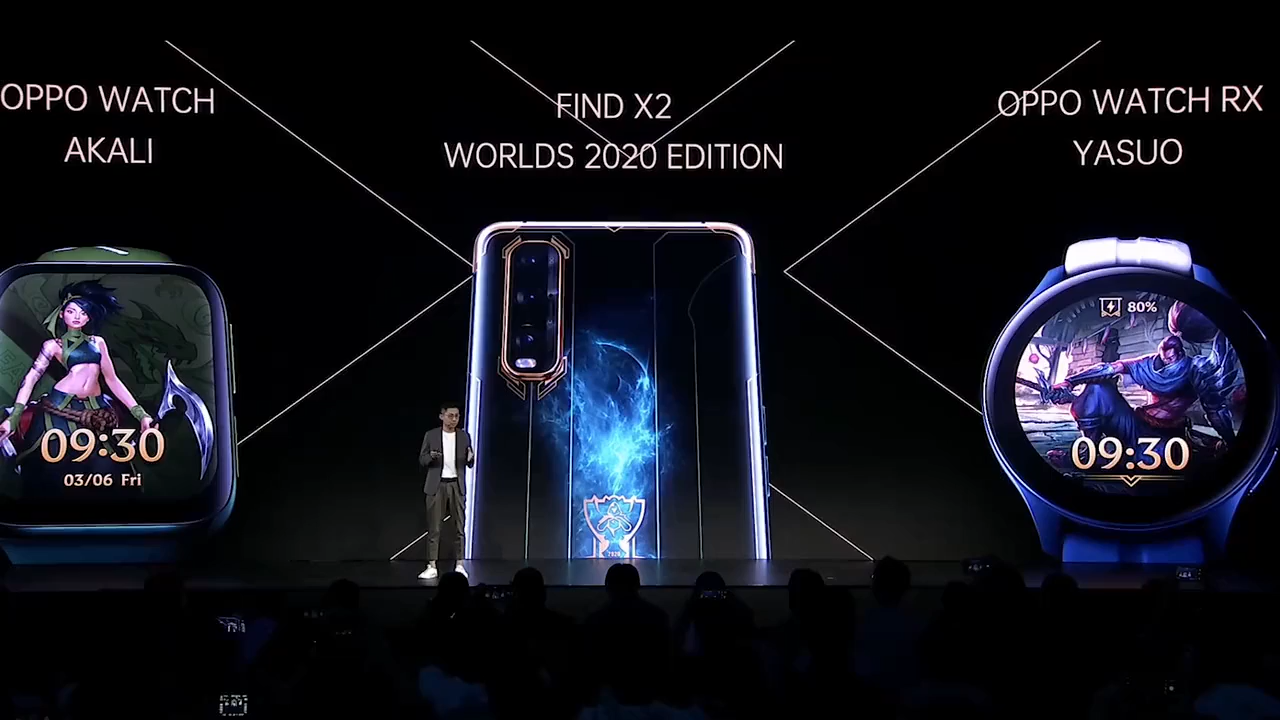 OPPO WATCH
AKALI
FIND X2
WORLDS 2020 EDITION
OPPO WATCH RX
YASUO
80%
09:30
03/06 Fri
09:30
2020